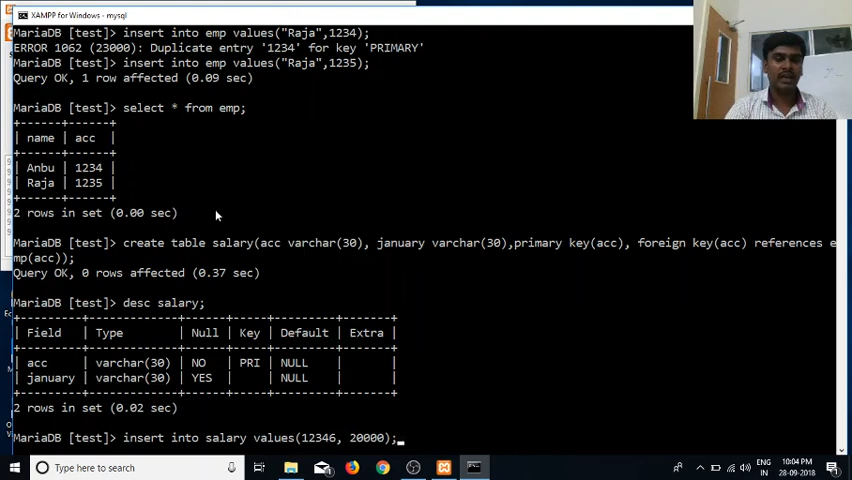 XAMPP for Windows - mysql
MariaDB [test]> insert into emp values("Raja",1234);
ERROR 1062 (23000): Duplicate entry '1234' for key 'PRIMARY'
MariaDB [test]> insert into emp values("Raja",1235);
Query OK, 1 row affected (0.09 sec)
MariaDB [test]> select * from emp;
+------+------+
| name | acc  |
+------+------+
| Anbu | 1234 |
| Raja | 1235 |
+------+------+
2 rows in set (0.00 sec)
MariaDB [test]> create table salary(acc varchar(30), january varchar(30),primary key(acc), foreign key(acc) references e
mp(acc));
Query OK, 0 rows affected (0.37 sec)
MariaDB [test]> desc salary;
+---------+-------------+------+-----+---------+-------+
| Field   | Type        | Null | Key | Default | Extra |
+---------+-------------+------+-----+---------+-------+
| acc     | varchar(30) | NO   | PRI | NULL    |       |
| january | varchar(30) | YES  |     | NULL    |       |
+---------+-------------+------+-----+---------+-------+
2 rows in set (0.02 sec)
MariaDB [test]> insert into salary values(12346, 20000);
Type here to search
ENG
IN
10:04 PM
28-09-2018